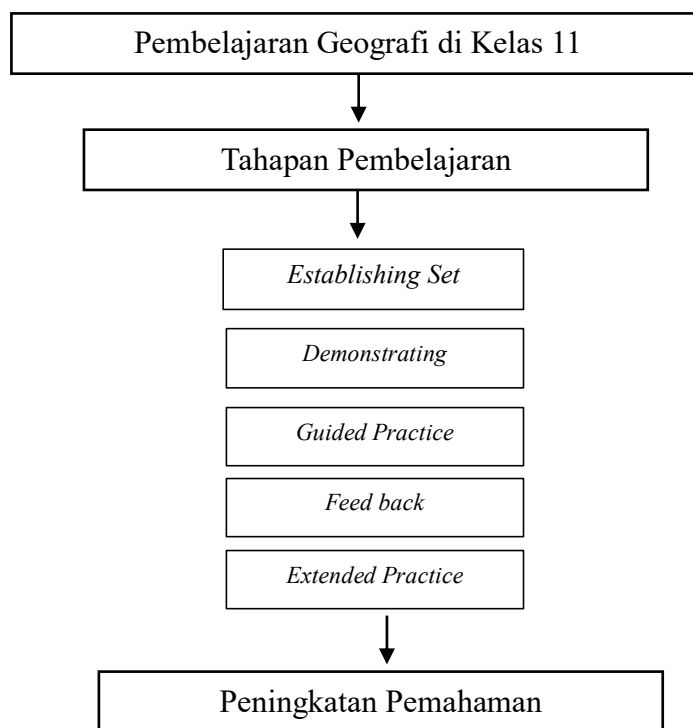 Pembelajaran Geografi di Kelas 11
Tahapan Pembelajaran
Establishing Set
Demonstrating
Guided Practice
Feed back
Extended Practice
Peningkatan Pemahaman